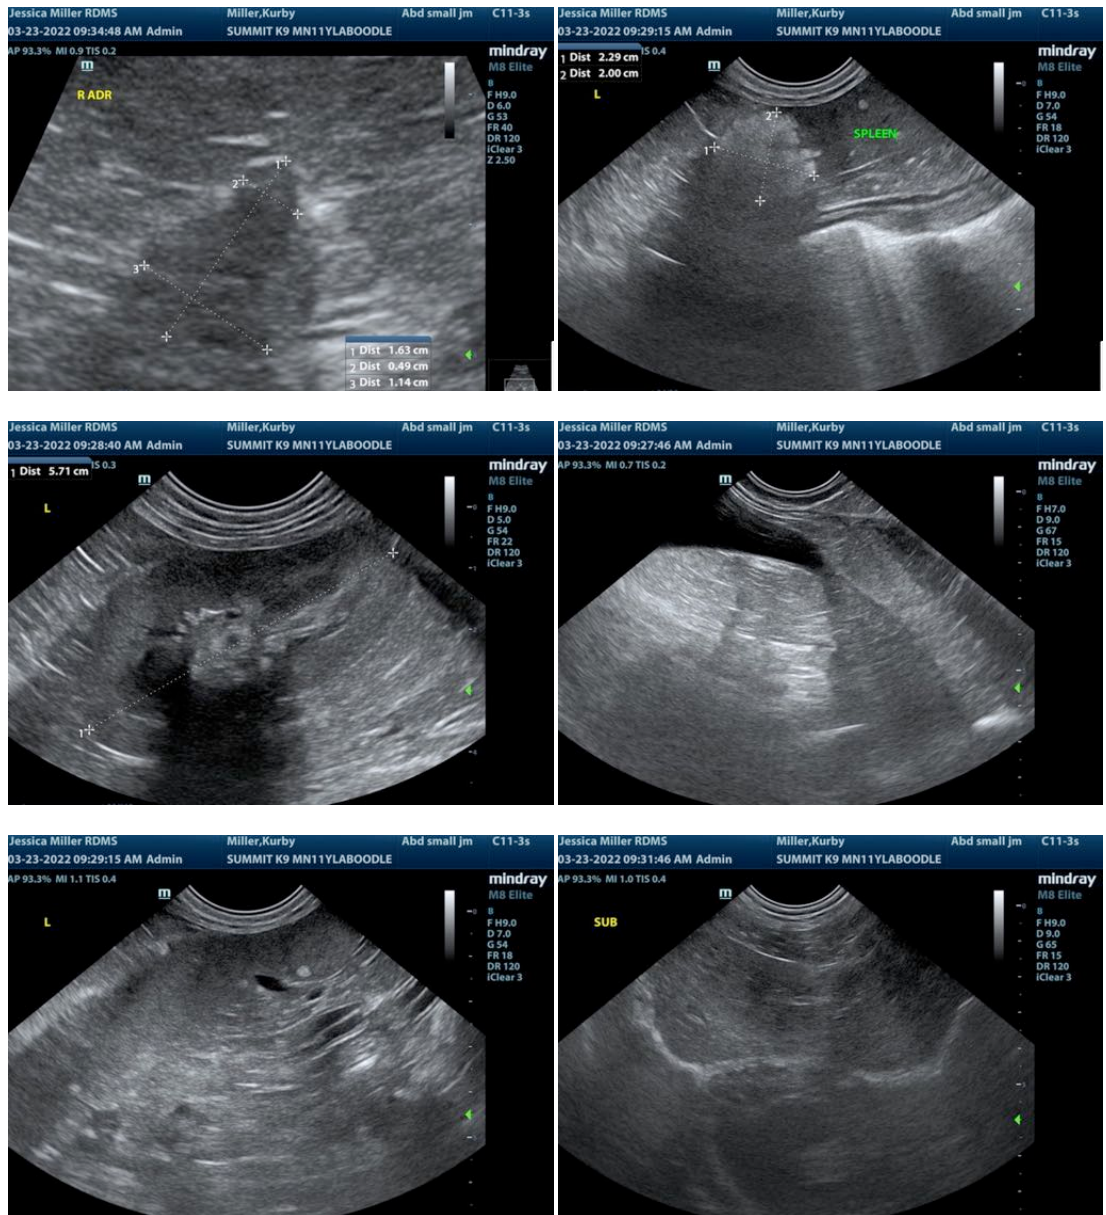 Jessica Miller RDMS Miller,Kurby Abd small jm C11-3s
03-23-2022 09:34:48 AM Admin SUMMIT K9 MN11YLABOODLE
AP 93.3% MI 0.9 TIS 0.2
mindray
M8 Elite
m
R ADR
B
F H9.0
D 6.0
G 53
FR 40
DR 120
iClear 3
Z 2.50
1
2
3
1 Dist 1.63 cm
2 Dist 0.49 cm
3 Dist 1.14 cm
Jessica Miller RDMS Miller,Kurby Abd small jm C11-3s
03-23-2022 09:29:15 AM Admin SUMMIT K9 MN11YLABOODLE
1 Dist 2.29 cm
2 Dist 2.00 cm
IS 0.4
mindray
M8 Elite
m
L
SPLEEN
B
F H9.0
D 7.0
G 54
FR 18
DR 120
iClear 3
1
2
Jessica Miller RDMS Miller,Kurby Abd small jm C11-3s
03-23-2022 09:28:40 AM Admin SUMMIT K9 MN11YLABOODLE
1 Dist 5.71 cm
IS 0.3
mindray
M8 Elite
m
L
B
F H9.0
D 5.0
G 54
FR 22
DR 120
iClear 3
1
Jessica Miller RDMS Miller,Kurby Abd small jm C11-3s
03-23-2022 09:27:46 AM Admin SUMMIT K9 MN11YLABOODLE
AP 93.3% MI 0.7 TIS 0.2
mindray
M8 Elite
m
B
F H7.0
D 9.0
G 67
FR 15
DR 120
iClear 3
Jessica Miller RDMS Miller,Kurby Abd small jm C11-3s
03-23-2022 09:29:15 AM Admin SUMMIT K9 MN11YLABOODLE
AP 93.3% MI 1.1 TIS 0.4
mindray
M8 Elite
m
L
B
F H9.0
D 7.0
G 54
FR 18
DR 120
iClear 3
Jessica Miller RDMS Miller,Kurby Abd small jm C11-3s
03-23-2022 09:31:46 AM Admin SUMMIT K9 MN11YLABOODLE
AP 93.3% MI 1.0 TIS 0.4
mindray
M8 Elite
m
SUB
B
F H9.0
D 9.0
G 65
FR 15
DR 120
iClear 3